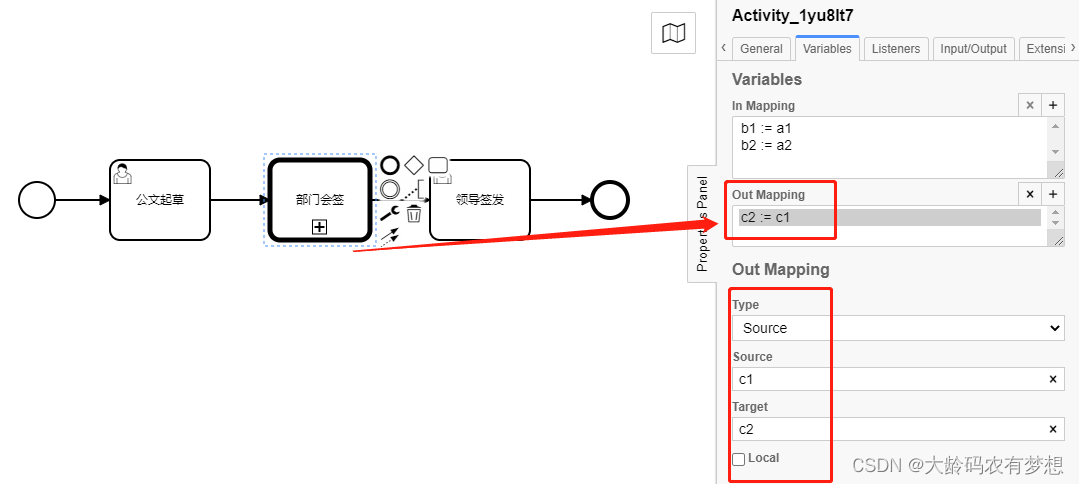 Activity_1yu8lt7
General
Variables
Listeners
Input/Output
Extensi
Variables
In Mapping
b1 := a1
b2 := a2
Out Mapping
c2 := c1
Out Mapping
Type
Source
Source
c1
Target
c2
Local
Properties Panel
公文起草
部门会签
领导签发
CSDN @大龄码农有梦想